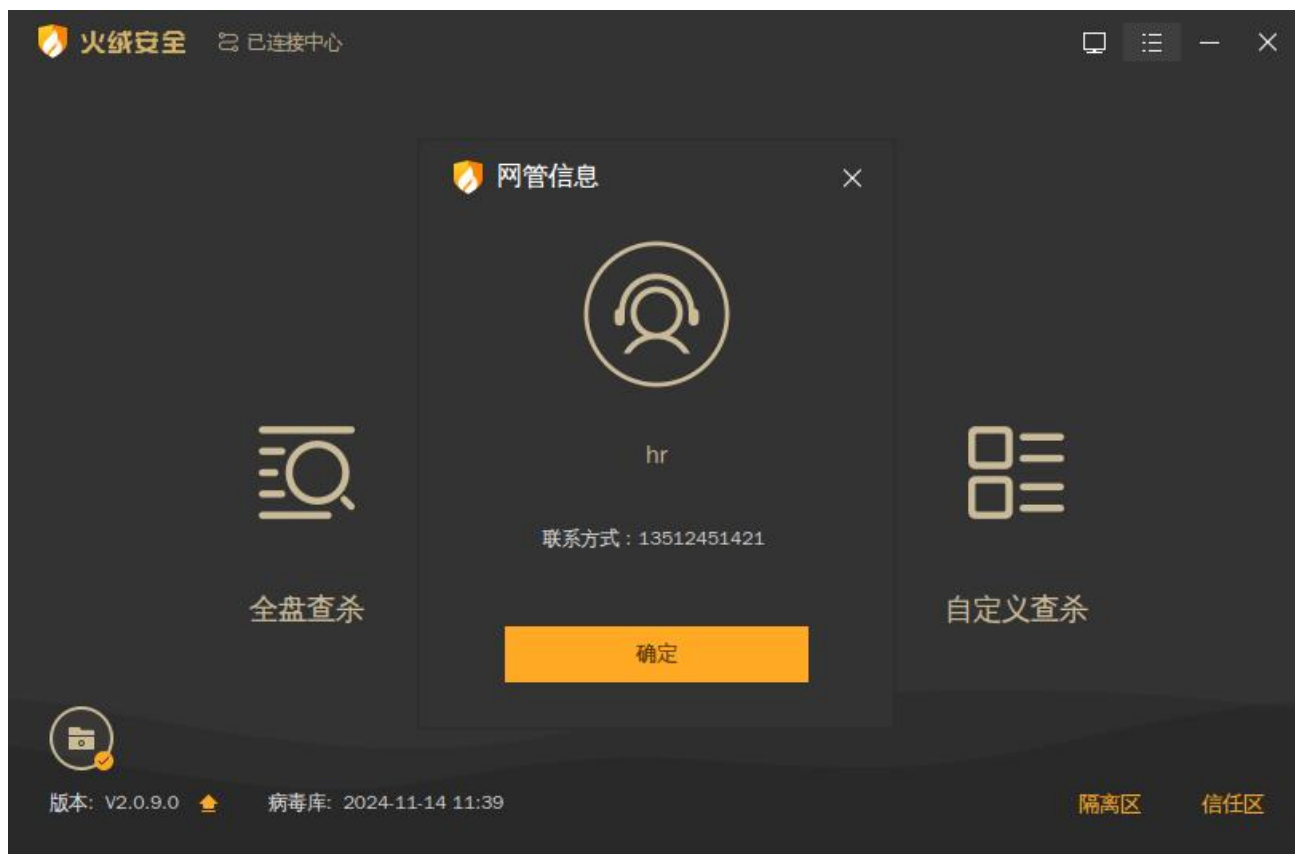 火绒安全 已连接中心
网管信息
hr
联系方式：13512451421
全盘查杀
自定义查杀
确定
版本: V2.0.9.0 病毒库: 2024-11-14 11:39 隔离区 信任区